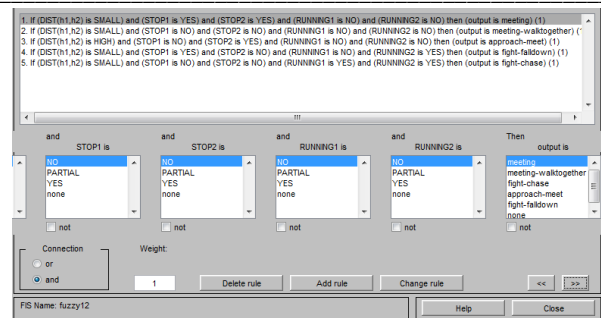 1. If (DIST(h1,h2) is SMALL) and (STOP1 is YES) and (STOP2 is YES) and (RUNNING1 is NO) and (RUNNING2 is NO) then (output is meeting) (1)
2. If (DIST(h1,h2) is SMALL) and (STOP1 is NO) and (STOP2 is NO) and (RUNNING1 is NO) and (RUNNING2 is NO) then (output is meeting-walktogether) (
3. If (DIST(h1,h2) is HIGH) and (STOP1 is NO) and (STOP2 is YES) and (RUNNING1 is NO) and (RUNNING2 is NO) then (output is approach-meet) (1)
4. If (DIST(h1,h2) is SMALL) and (STOP1 is YES) and (STOP2 is NO) and (RUNNING1 is NO) and (RUNNING2 is YES) then (output is fight-falldown) (1)
5. If (DIST(h1,h2) is SMALL) and (STOP1 is NO) and (STOP2 is NO) and (RUNNING1 is YES) and (RUNNING2 is YES) then (output is fight-chase) (1)
and and and and Then
STOP1 is STOP2 is RUNNING1 is RUNNING2 is output is
NO NO NO NO meeting
PARTIAL PARTIAL PARTIAL PARTIAL meeting-walktogether
YES YES YES YES fight-chase
none none none none approach-meet
fight-falldown
none
not not not not not
Connection Weight:
or
and 1 Delete rule Add rule Change rule << >>
FIS Name: fuzzy12 Help Close